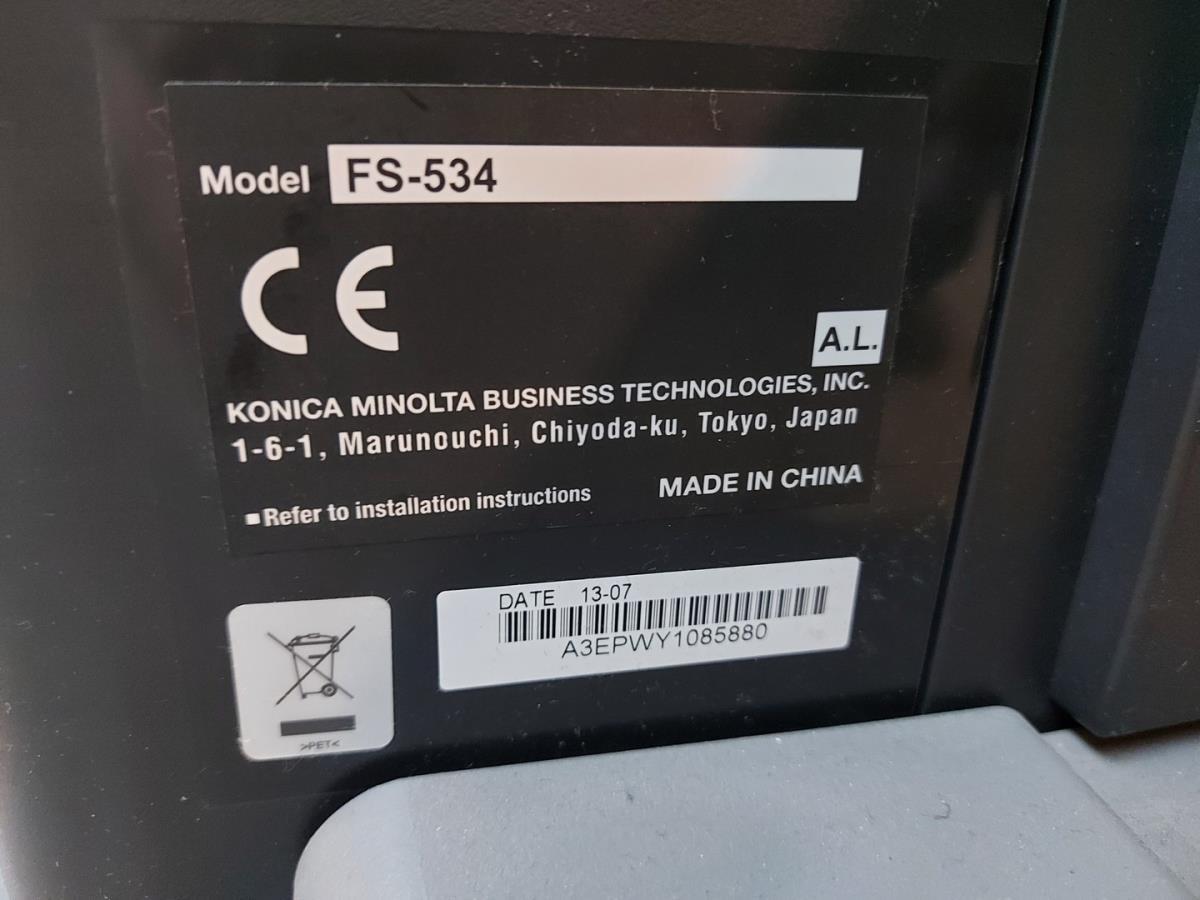 Model FS-534
CE
A.L.
KONICA MINOLTA BUSINESS TECHNOLOGIES, INC.
1-6-1, Marunouchi, Chiyoda-ku, Tokyo, Japan
■Refer to installation instructions MADE IN CHINA
DATE 13-07
A3EPWY1085880
>PET<